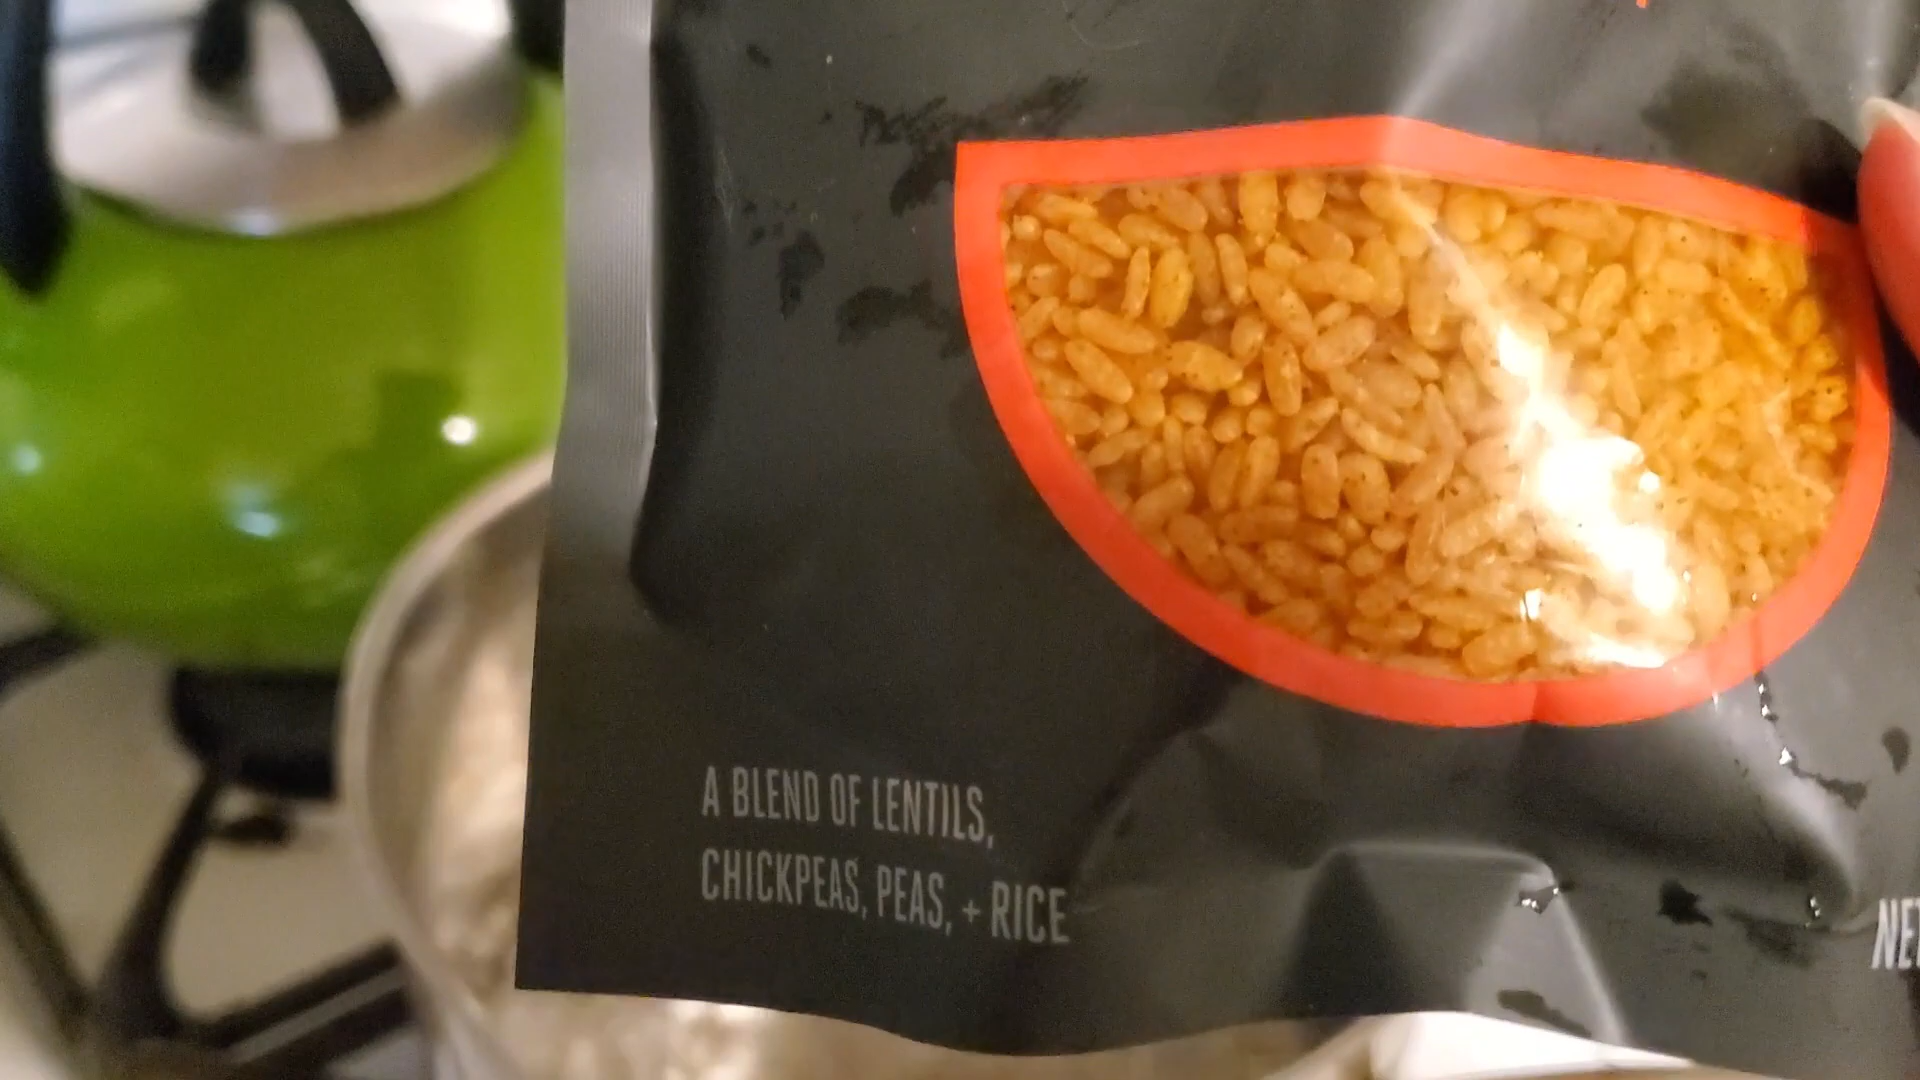 A BLEND OF LENTILS,
CHICKPEAS, PEAS, + RICE